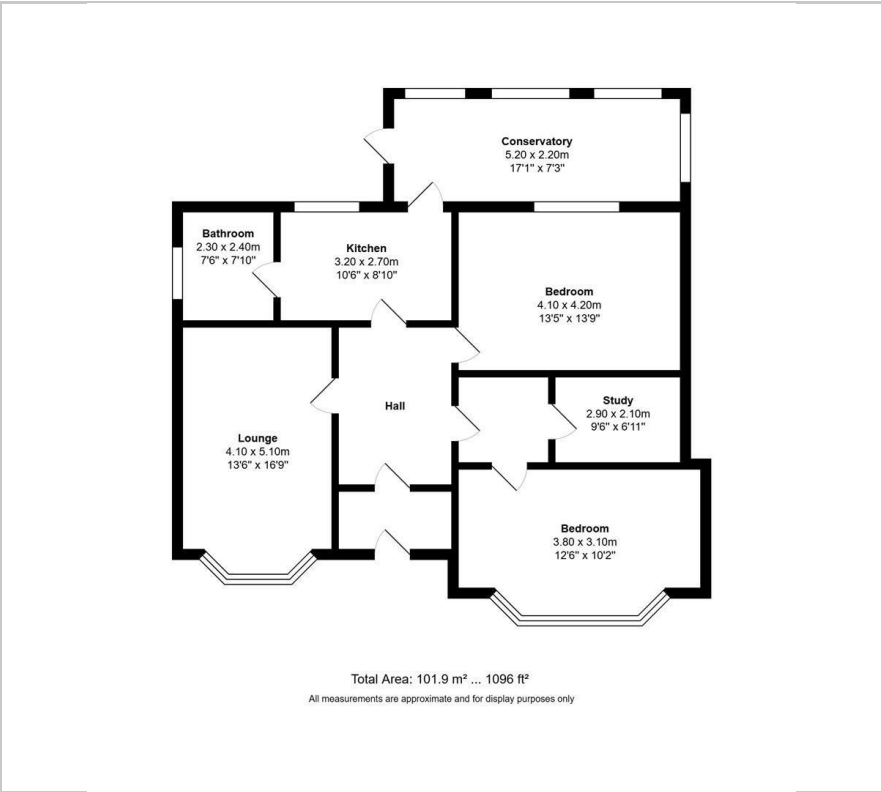 Conservatory
5.20 x 2.20m
17'1" x 7'3"
Bathroom
2.30 x 2.40m
7'6" x 7'10"
Kitchen
3.20 x 2.70m
10'6" x 8'10"
Bedroom
4.10 x 4.20m
13'5" x 13'9"
Hall
Study
2.90 x 2.10m
9'6" x 6'11"
Lounge
4.10 x 5.10m
13'6" x 16'9"
Bedroom
3.80 x 3.10m
12'6" x 10'2"
Total Area: 101.9 m² ... 1096 ft²
All measurements are approximate and for display purposes only